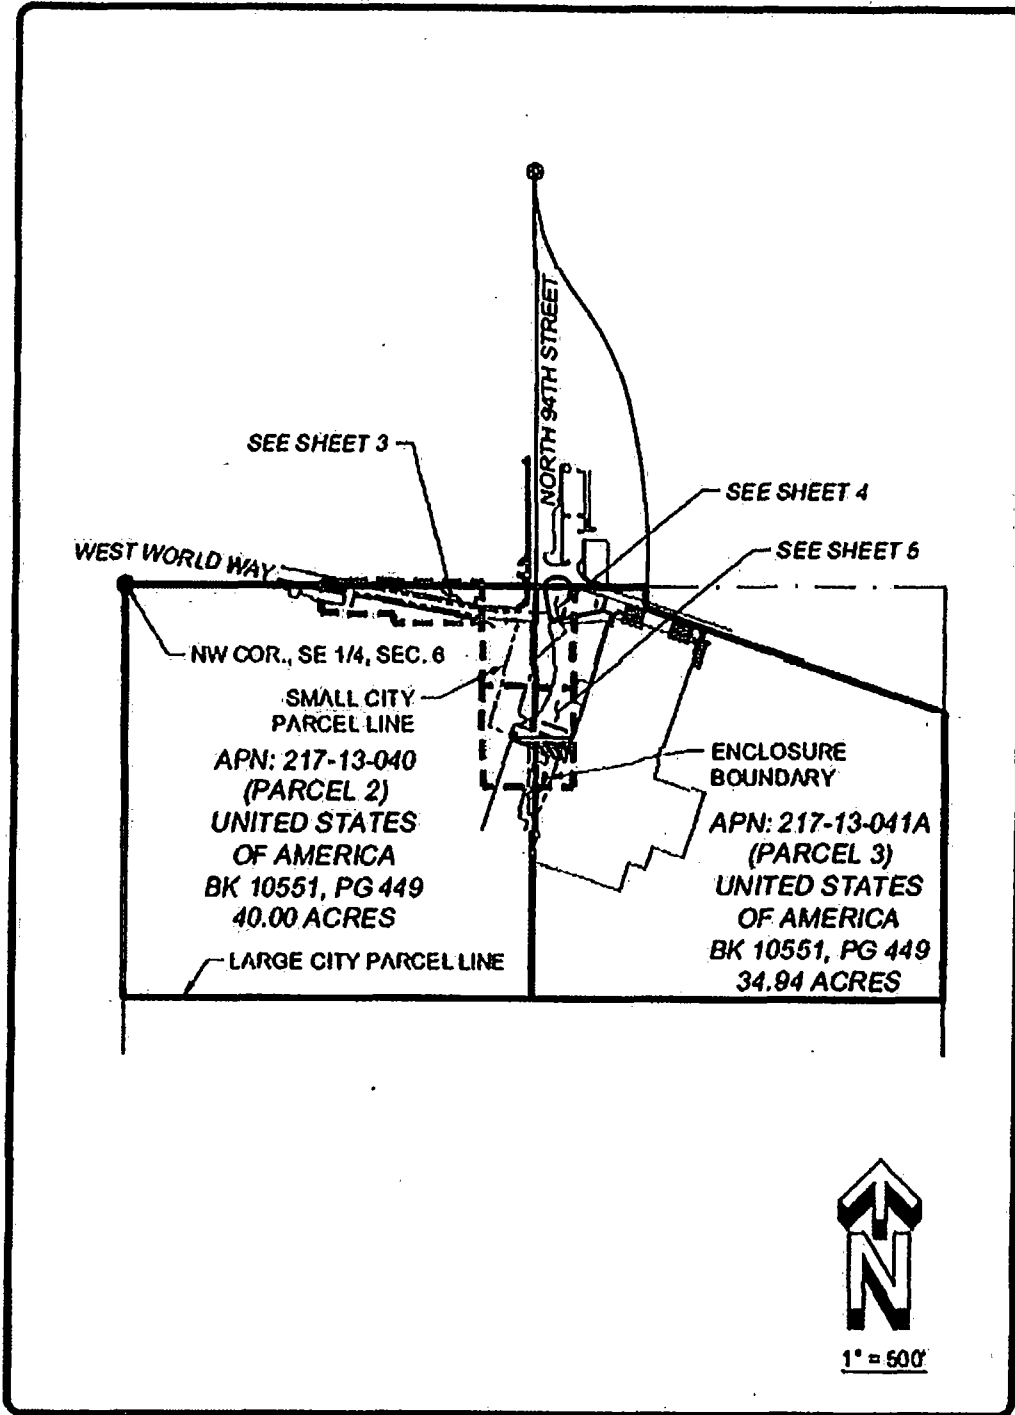 NORTH 94TH STREET
SEE SHEET 3
SEE SHEET 4
WEST WORLD WAY
SEE SHEET 5
NW COR., SE 1/4, SEC. 6
SMALL CITY
PARCEL LINE
APN: 217-13-040
(PARCEL 2)
UNITED STATES
OF AMERICA
BK 10551, PG 449
40.00 ACRES
ENCLOSURE
BOUNDARY
APN: 217-13-041A
(PARCEL 3)
UNITED STATES
OF AMERICA
BK 10551, PG 449
34.94 ACRES
LARGE CITY PARCEL LINE
N
1" = 500'